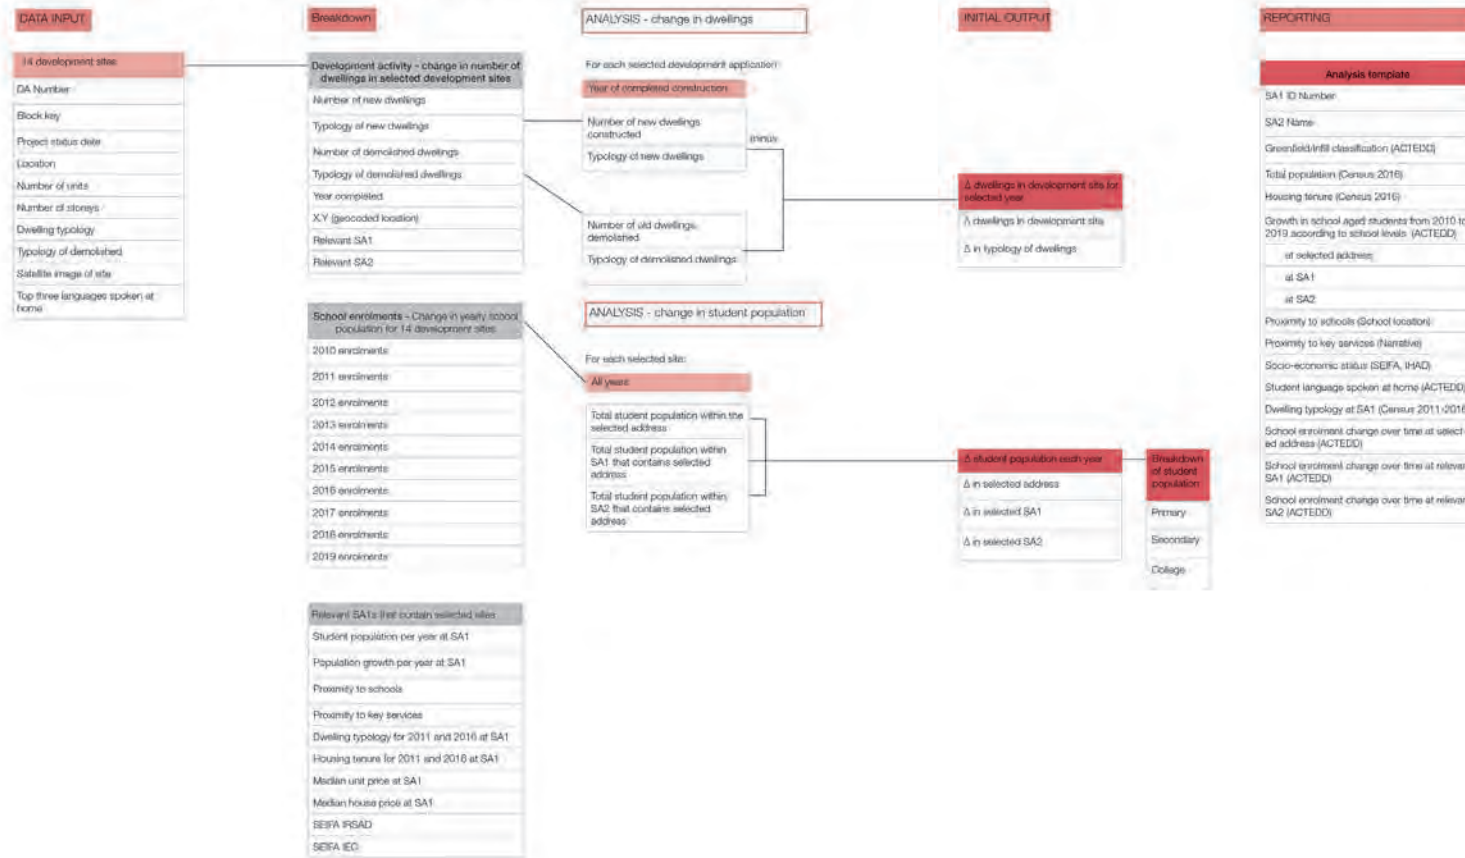 DATA INPUT
14 development sites
DA Number
Block key
Project status date
Location
Number of units
Number of storeys
Dwelling typology
Typology of demolished
Satellite image of site
Top three languages spoken at
home
Breakdown
Development activity - change in number of
dwellings in selected development sites
Number of new dwellings
Typology of new dwellings
Number of demolished dwellings
Typology of demolished dwellings
Year completed
X,Y (geocoded location)
Relevant SA1
Relevant SA2
School enrolments - Change in yearly school
population for 14 development sites
2010 enrolments
2011 enrolments
2012 enrolments
2013 enrolments
2014 enrolments
2015 enrolments
2016 enrolments
2017 enrolments
2018 enrolments
2019 enrolments
Relevant SA1s that contain selected sites
Student population per year at SA1
Population growth per year at SA1
Proximity to schools
Proximity to key services
Dwelling typology for 2011 and 2016 at SA1
Housing tenure for 2011 and 2016 at SA1
Median unit price at SA1
Median house price at SA1
SEIFA IRSAD
SEIFA IEO
ANALYSIS - change in dwellings
For each selected development application
Year of completed construction
Number of new dwellings
constructed
Typology of new dwellings
minus
Number of old dwellings
demolished
Typology of demolished dwellings
ANALYSIS - change in student population
For each selected site:
All years
Total student population within the
selected address
Total student population within
SA1 that contains selected
address
Total student population within
SA2 that contains selected
address
INITIAL OUTPUT
Δ dwellings in development site for
selected year
Δ dwellings in development site
Δ in typology of dwellings
Δ student population each year
Δ in selected address
Δ in selected SA1
Δ in selected SA2
Breakdown
of student
population
Primary
Secondary
College
REPORTING
Analysis template
SA1 ID Number
SA2 Name
Greenfield/infill classification (ACTEDD)
Total population (Census 2016)
Housing tenure (Census 2016)
Growth in school aged students from 2010 to
2019 according to school levels (ACTEDD)
at selected address
at SA1
at SA2
Proximity to schools (School location)
Proximity to key services (Narrative)
Socio-economic status (SEIFA, IHAD)
Student language spoken at home (ACTEDD)
Dwelling typology at SA1 (Census 2011-2016
School enrolment change over time at select-
ed address (ACTEDD)
School enrolment change over time at relevan
SA1 (ACTEDD)
School enrolment change over time at relevan
SA2 (ACTEDD)